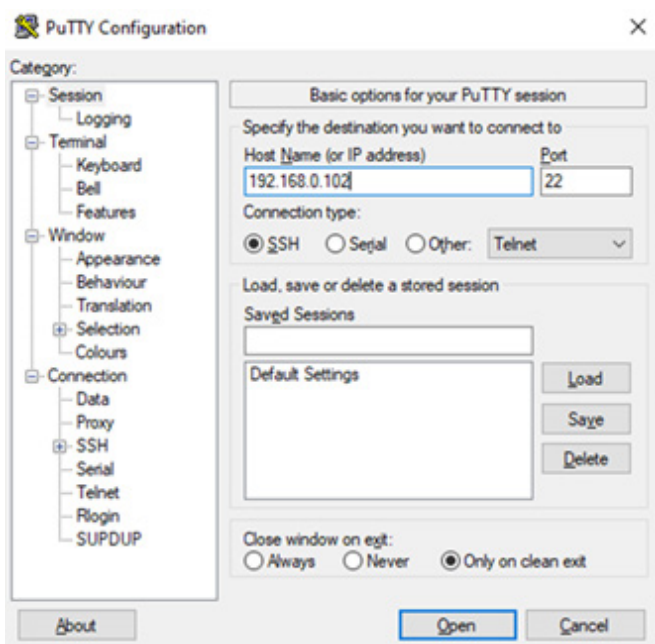 PuTTY Configuration
Category:
Session
Logging
Terminal
Keyboard
Bell
Features
Window
Appearance
Behaviour
Translation
Selection
Colours
Connection
Data
Proxy
SSH
Serial
Telnet
Rlogin
SUPDUP
Basic options for your PuTTY session
Specify the destination you want to connect to
Host Name (or IP address) Port
192.168.0.102 22
Connection type:
SSH Serial Other: Telnet
Load, save or delete a stored session
Saved Sessions
Default Settings
Load
Save
Delete
Close window on exit:
Always Never Only on clean exit
About Open Cancel